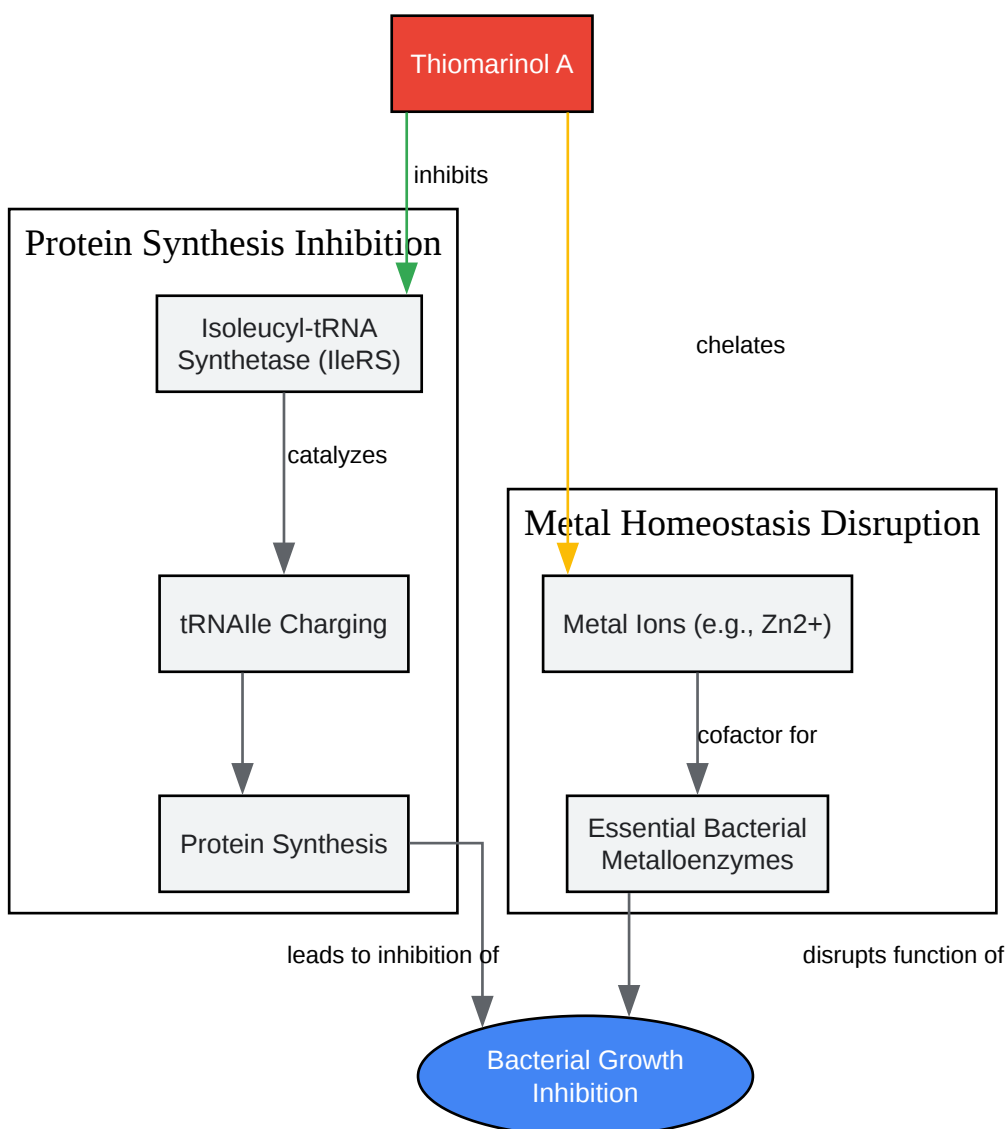 Thiomarinol A
inhibits
Protein Synthesis Inhibition
Isoleucyl-tRNA
Synthetase (IleRS)
chelates
catalyzes
Metal Homeostasis Disruption
tRNAIle Charging
Metal Ions (e.g., Zn2+)
cofactor for
Protein Synthesis
Essential Bacterial
Metalloenzymes
leads to inhibition of
disrupts function of
Bacterial Growth
Inhibition